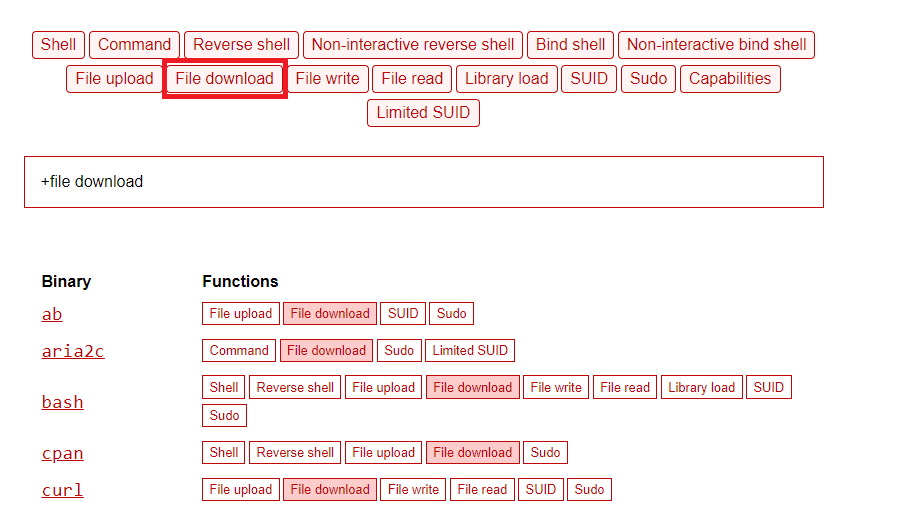 Shell Command Reverse shell Non-interactive reverse shell Bind shell Non-interactive bind shell
File upload File download File write File read Library load SUID Sudo Capabilities
Limited SUID
+file download
Binary Functions
ab File upload File download SUID Sudo
aria2c Command File download Sudo Limited SUID
bash Shell Reverse shell File upload File download File write File read Library load SUID
Sudo
cpan Shell Reverse shell File upload File download Sudo
curl File upload File download File write File read SUID Sudo